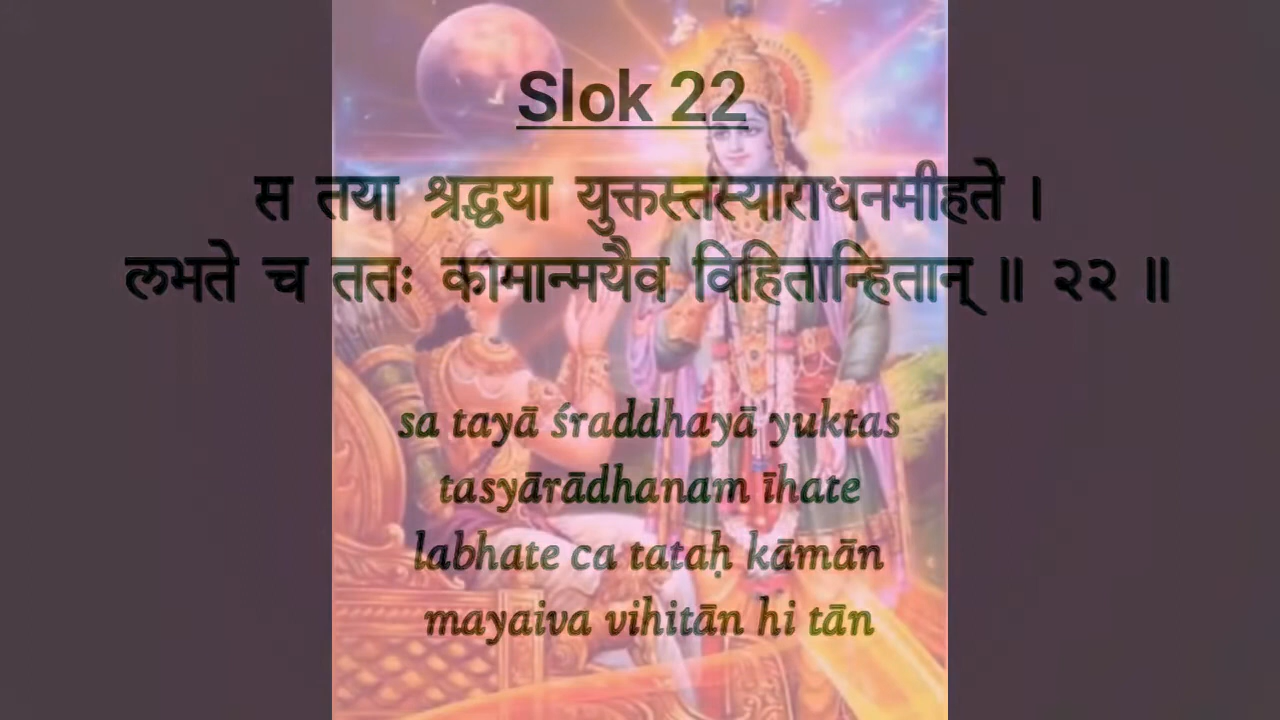 Slok 22
स तया श्रद्धया युक्तस्तस्याराधनमीहते ।
लभते च ततः कामान्मयैव विहितान्हितान् ॥ २२ ॥
sa tayā śraddhayā yuktas
tasyārādhanam īhate
labhate ca tataḥ kāmān
mayaiva vihitān hi tān